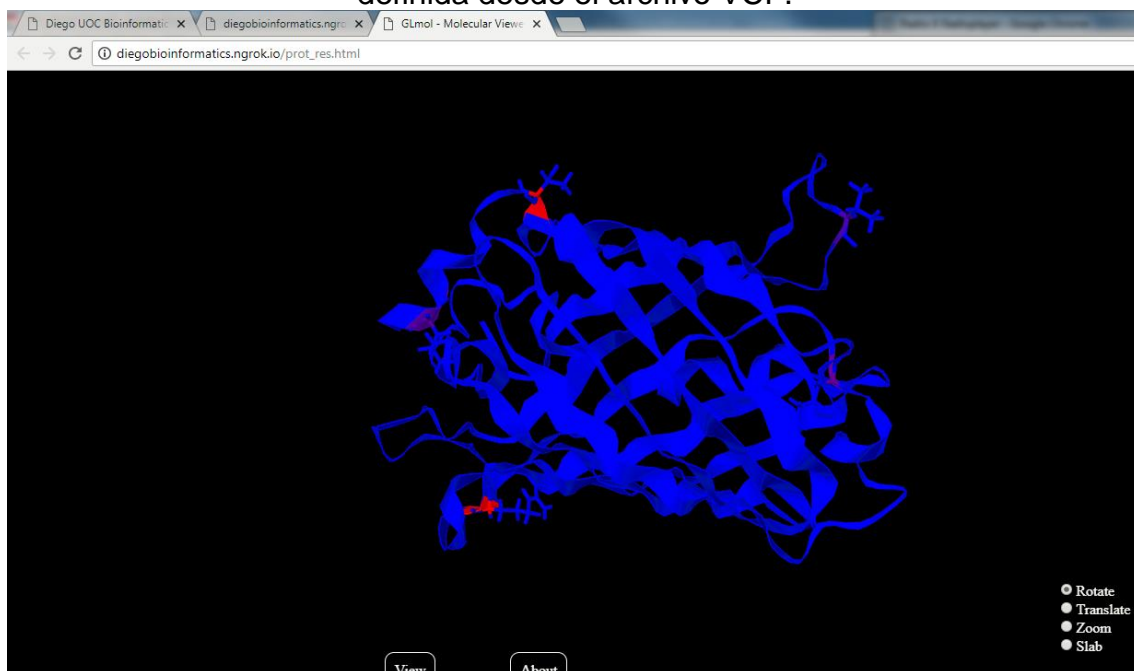 definida desde el archivo VCF.
Diego UOC Bioinformatic
diegobioinformatics.ngro
GLmol - Molecular Viewe
diegobioinformatics.ngrok.io/prot_res.html
Rotate
Translate
Zoom
Slab
View
About